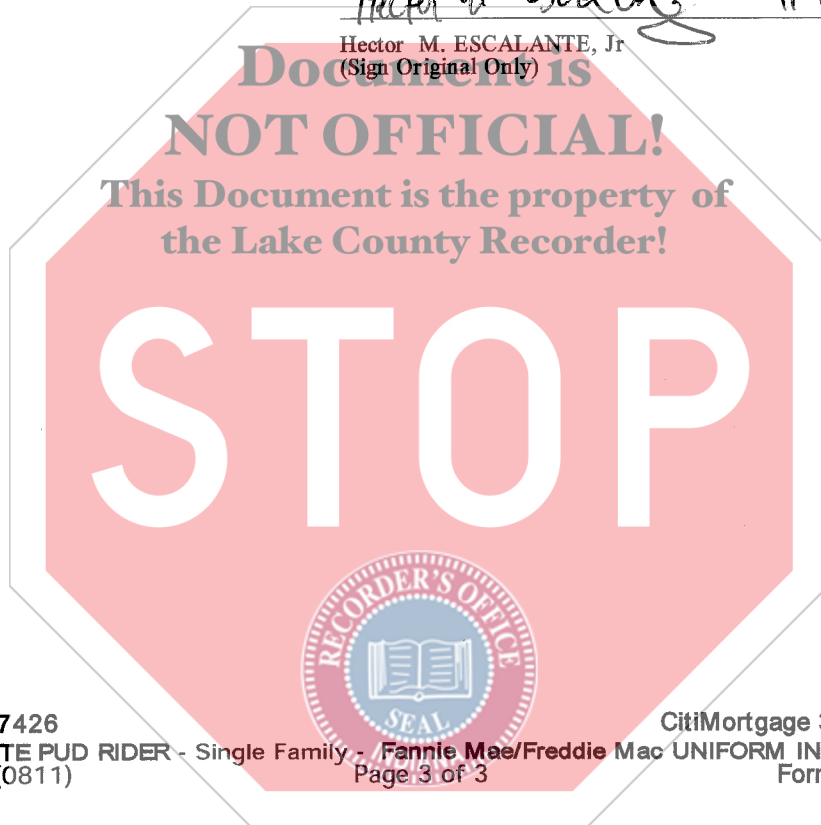 Hector M. ESCALANTE, Jr
(Sign Original Only)
Document is
NOT OFFICIAL!
This Document is the property of
the Lake County Recorder!
STOP
RECORDER'S OFFICE
SEAL
INDIANA
7426
CitiMortgage 3
TE PUD RIDER - Single Family - Fannie Mae/Freddie Mac UNIFORM IN
(0811)
Page 3 of 3
Form